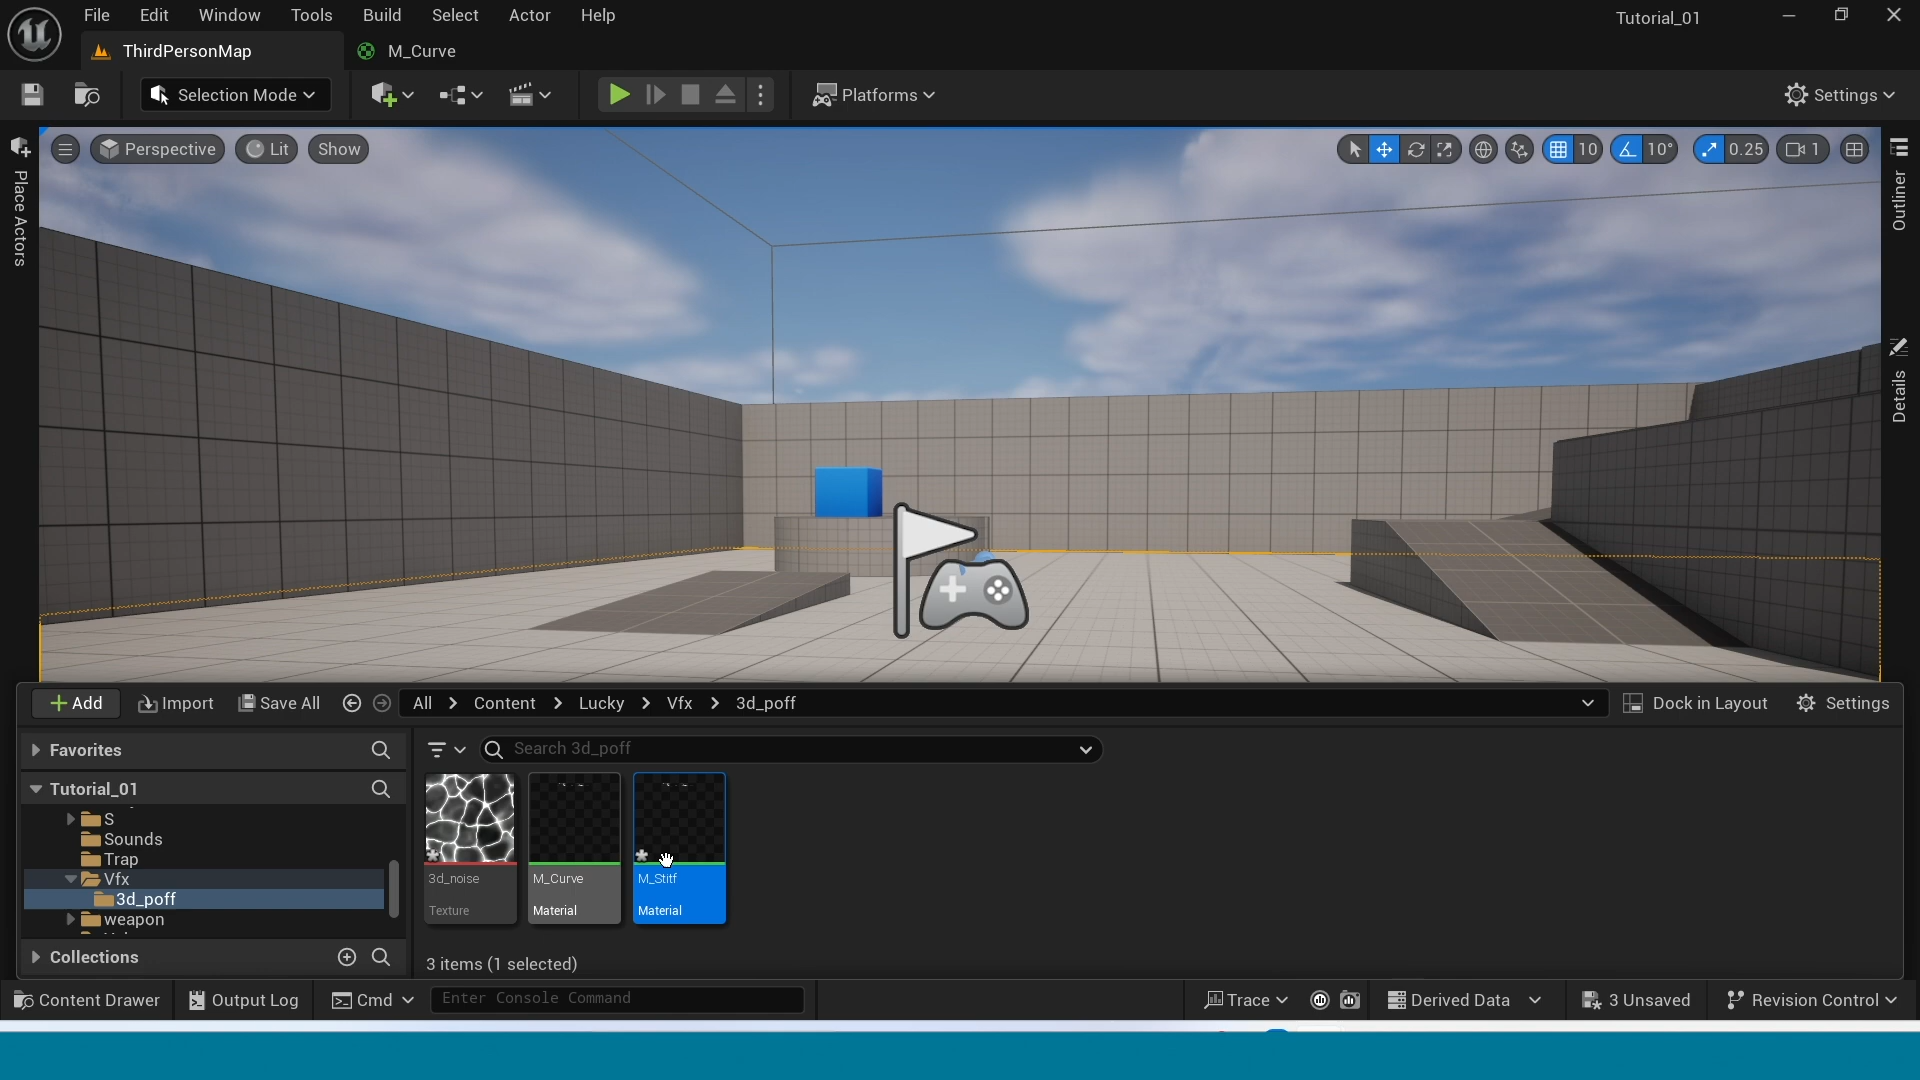 File Edit Window Tools Build Select Actor Help
Tutorial_01
ThirdPersonMap
M_Curve
Selection Mode
Platforms
Settings
Place Actors
Perspective
Lit
Show
10
10°
0.25
1
Outliner
Details
Add
Import
Save All
All
Content
Lucky
Vfx
3d_poff
Dock in Layout
Settings
Favorites
Search 3d_poff
Tutorial_01
S
Sounds
Trap
Vfx
3d_poff
weapon
Collections
3d_noise
Texture
M_Curve
Material
M_Stitf
Material
3 items (1 selected)
Content Drawer
Output Log
Cmd
Enter Console Command
Trace
Derived Data
3 Unsaved
Revision Control